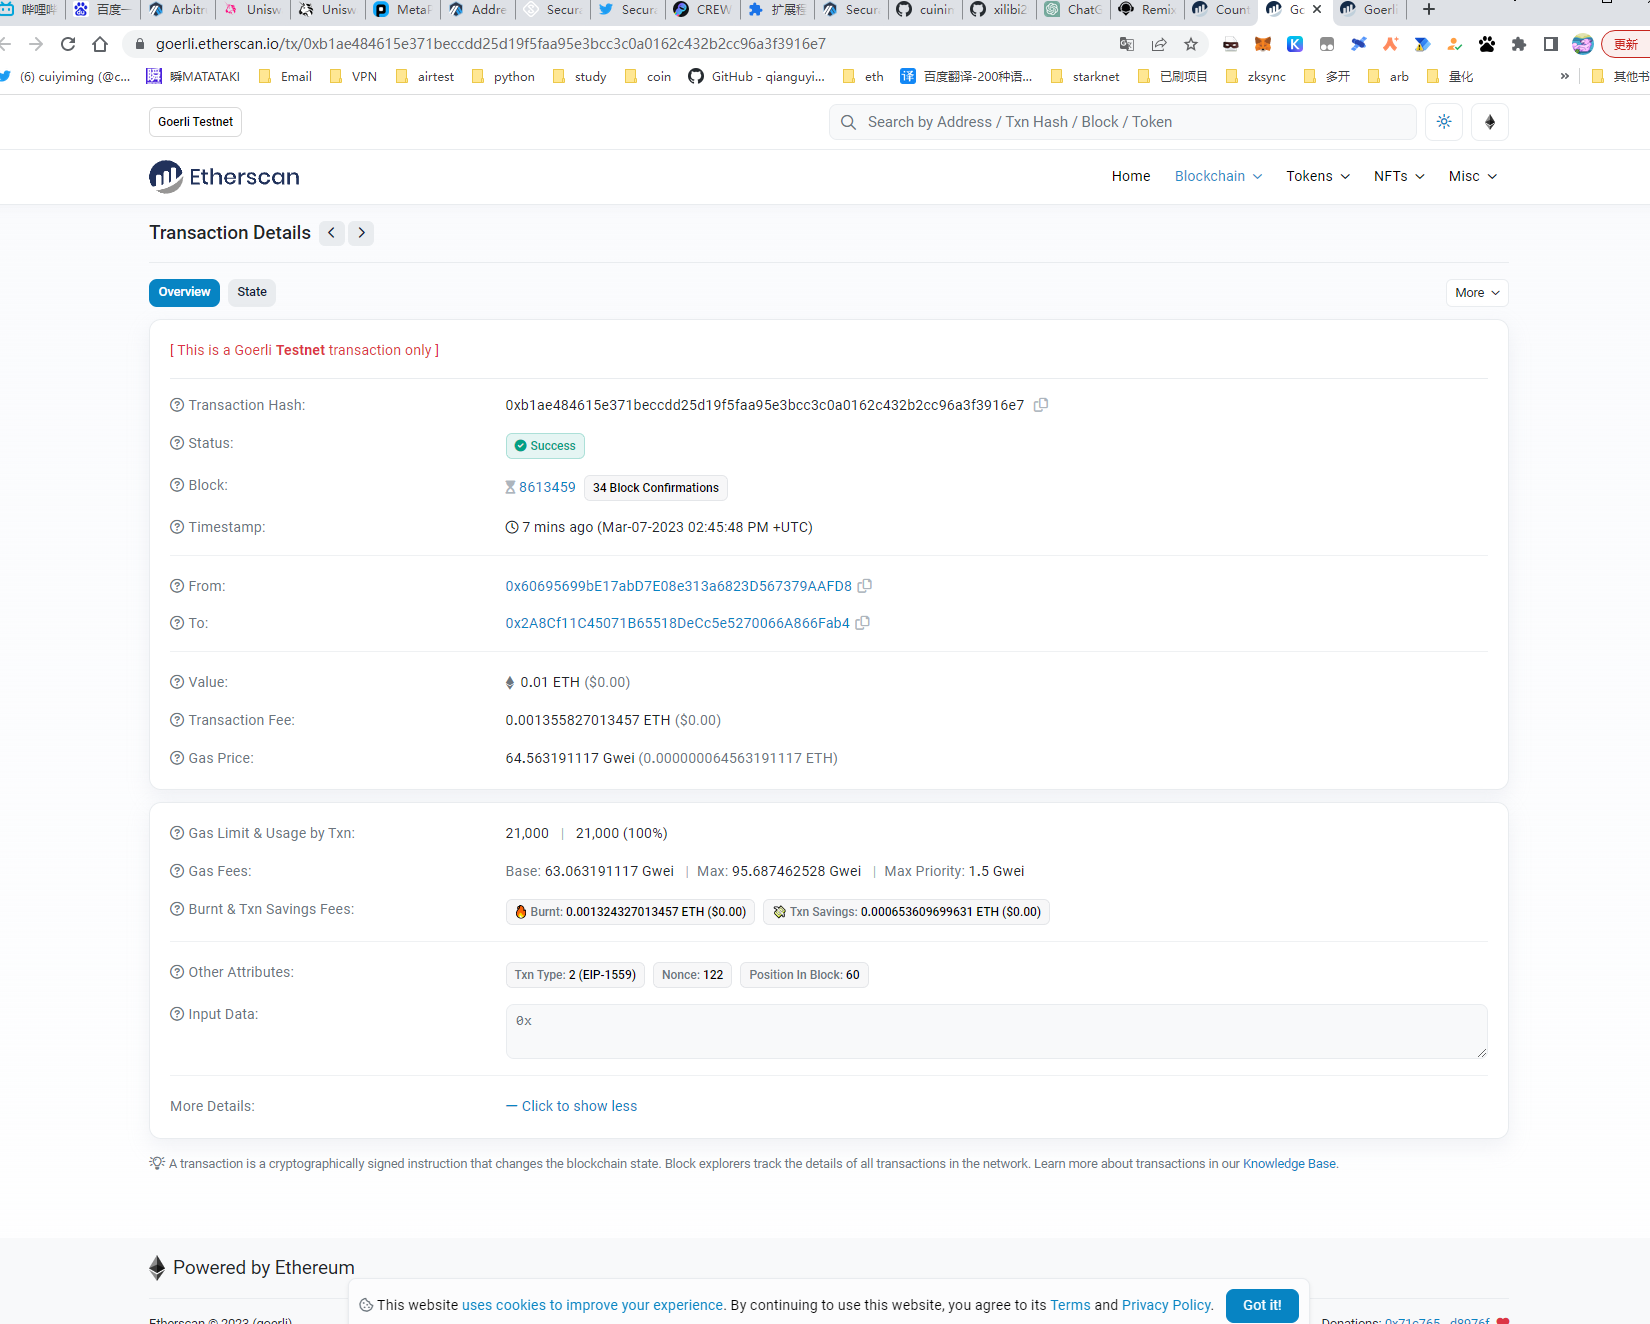 哔哩哔 百度一 Arbitr Unisw Unisw Meta Addre Secura Secura CREW 扩展程 Secura cuinin xilibi2 ChatG Remix Count Go Goerli
goerli.etherscan.io/tx/0xb1ae484615e371beccdd25d19f5faa95e3bcc3c0a0162c432b2cc96a3f3916e7 更新
(6) cuiyiming (@c... 瞬MATATAKI Email VPN airtest python study coin GitHub - qianguyi... eth 译 百度翻译-200种语... starknet 已刷项目 zksync 多开 arb 量化 » 其他书
Goerli Testnet
Search by Address / Txn Hash / Block / Token
Etherscan
Home Blockchain Tokens NFTs Misc
Transaction Details
Overview State
More
[ This is a Goerli Testnet transaction only ]
Transaction Hash: 0xb1ae484615e371beccdd25d19f5faa95e3bcc3c0a0162c432b2cc96a3f3916e7
Status: Success
Block: 8613459 34 Block Confirmations
Timestamp: 7 mins ago (Mar-07-2023 02:45:48 PM +UTC)
From: 0x60695699bE17abD7E08e313a6823D567379AAFD8
To: 0x2A8Cf11C45071B65518DeCc5e5270066A866Fab4
Value: 0.01 ETH ($0.00)
Transaction Fee: 0.001355827013457 ETH ($0.00)
Gas Price: 64.563191117 Gwei (0.000000064563191117 ETH)
Gas Limit & Usage by Txn: 21,000 | 21,000 (100%)
Gas Fees: Base: 63.063191117 Gwei | Max: 95.687462528 Gwei | Max Priority: 1.5 Gwei
Burnt & Txn Savings Fees: Burnt: 0.001324327013457 ETH ($0.00) Txn Savings: 0.000653609699631 ETH ($0.00)
Other Attributes: Txn Type: 2 (EIP-1559) Nonce: 122 Position In Block: 60
Input Data: 0x
More Details: — Click to show less
A transaction is a cryptographically signed instruction that changes the blockchain state. Block explorers track the details of all transactions in the network. Learn more about transactions in our Knowledge Base.
Powered by Ethereum
This website uses cookies to improve your experience. By continuing to use this website, you agree to its Terms and Privacy Policy. Got it!
Etherscan © 2023 (goerli)
Donations: 0x71c765...d8976f